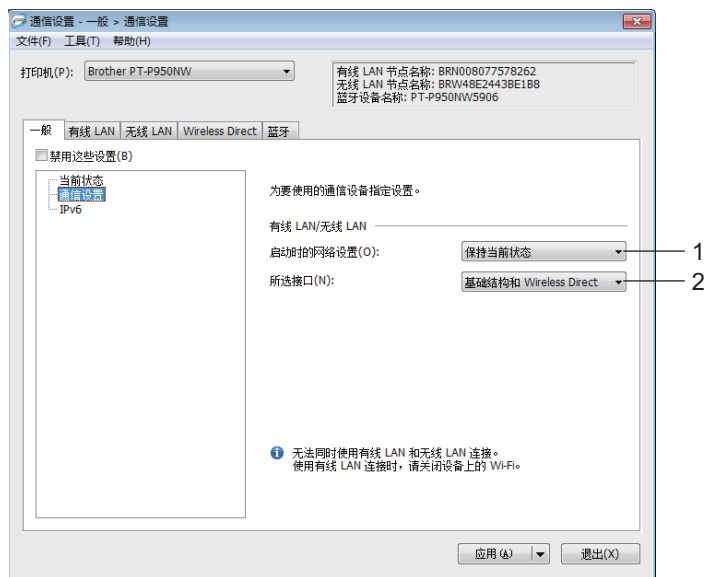 通信设置 - 一般 > 通信设置
文件(F) 工具(T) 帮助(H)
打印机(P): Brother PT-P950NW
有线 LAN 节点名称: BRN008077578262
无线 LAN 节点名称: BRW48E2443BE1B8
蓝牙设备名称: PT-P950NW5906
一般 有线 LAN 无线 LAN Wireless Direct 蓝牙
禁用这些设置(B)
当前状态
通信设置
IPv6
为要使用的通信设备指定设置。
有线 LAN/无线 LAN
启动时的网络设置(O): 保持当前状态 1
所选接口(N): 基础结构和 Wireless Direct 2
无法同时使用有线 LAN 和无线 LAN 连接。
使用有线 LAN 连接时，请关闭设备上的 Wi-Fi。
应用(A) 退出(X)